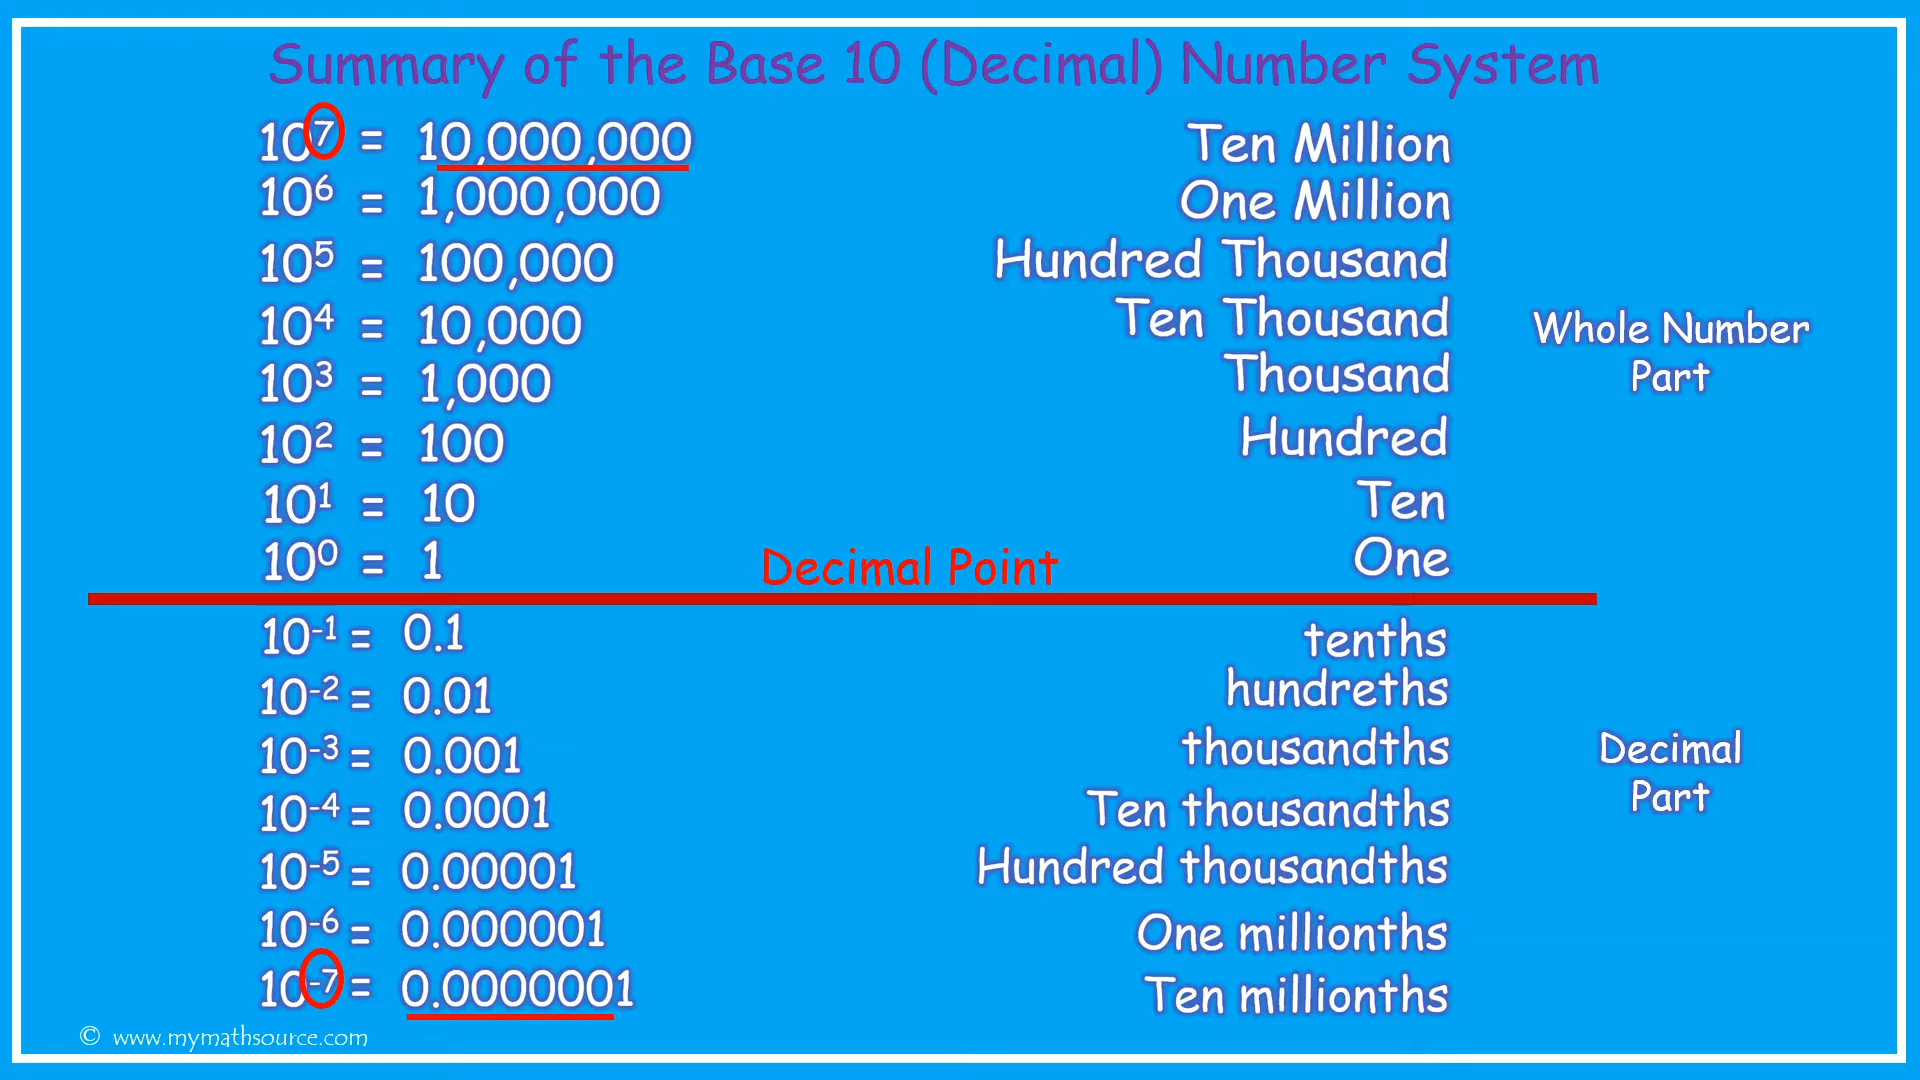 Summary of the Base 10 (Decimal) Number System
10⁷ = 10,000,000 Ten Million
10⁶ = 1,000,000 One Million
10⁵ = 100,000 Hundred Thousand
10⁴ = 10,000 Ten Thousand
10³ = 1,000 Thousand
10² = 100 Hundred
10¹ = 10 Ten
10⁰ = 1 One
Whole Number
Part
Decimal Point
10⁻¹ = 0.1 tenths
10⁻² = 0.01 hundreths
10⁻³ = 0.001 thousandths
10⁻⁴ = 0.0001 Ten thousandths
10⁻⁵ = 0.00001 Hundred thousandths
10⁻⁶ = 0.000001 One millionths
10⁻⁷ = 0.0000001 Ten millionths
Decimal
Part
© www.mymathsource.com